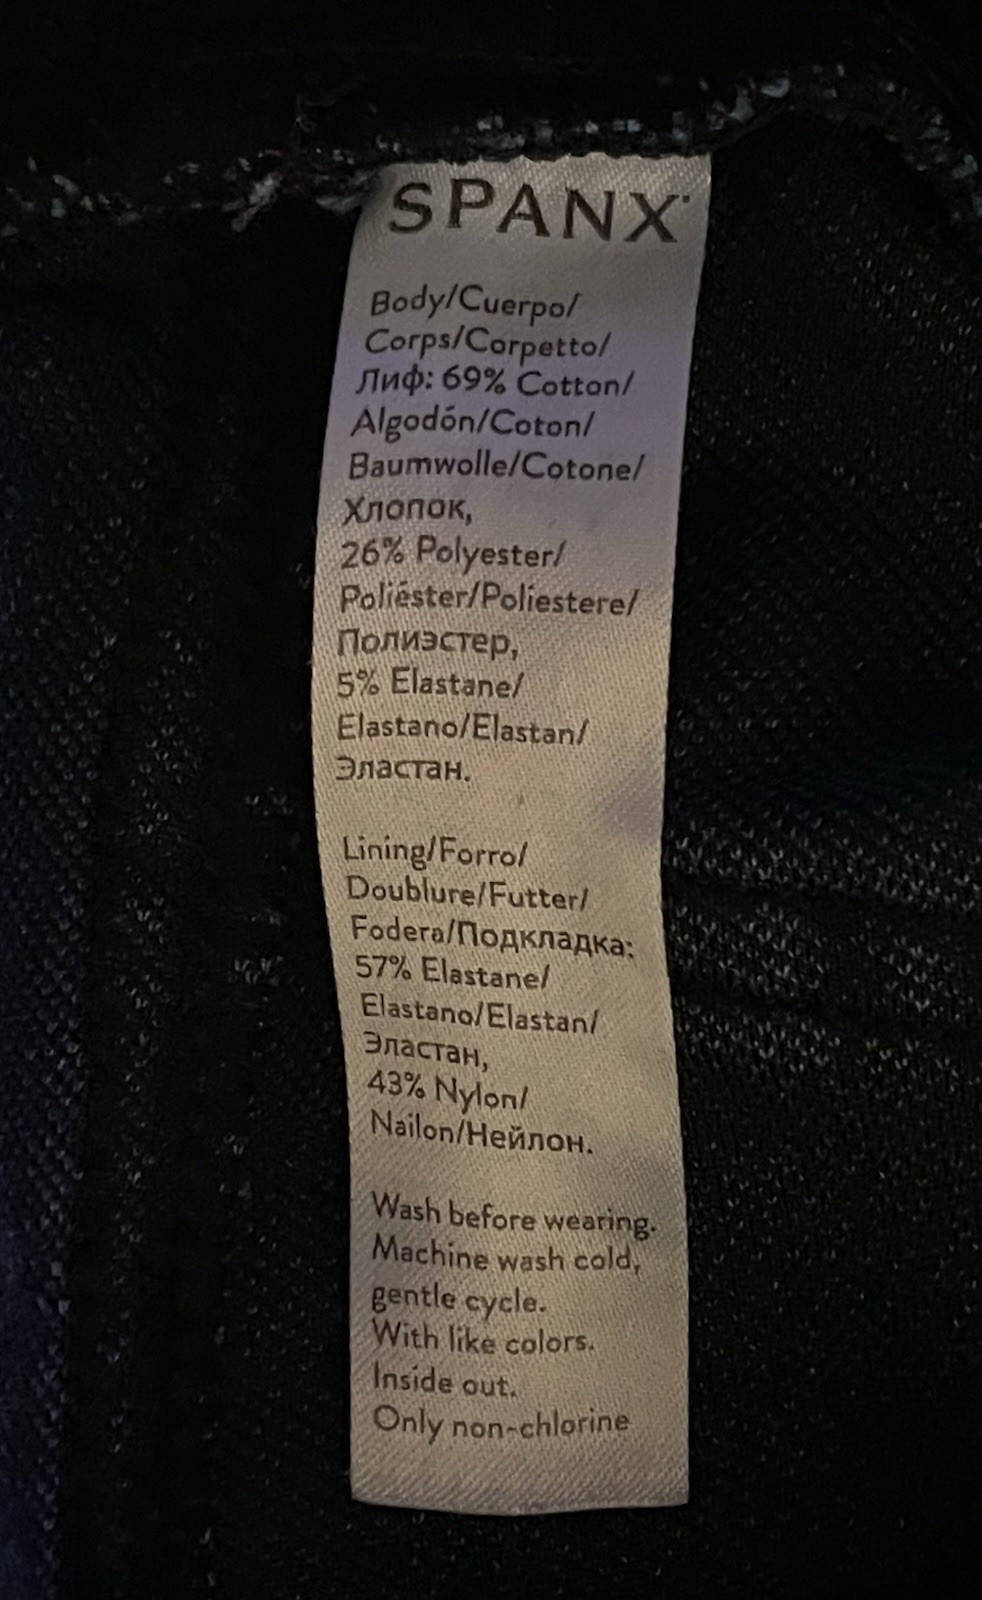 SPANX
Body/Cuerpo/
Corps/Corpetto/
Лиф: 69% Cotton/
Algodón/Coton/
Baumwolle/Cotone/
Хлопок,
26% Polyester/
Poliéster/Poliestere/
Полиэстер,
5% Elastane/
Elastano/Elastan/
Эластан.
Lining/Forro/
Doublure/Futter/
Fodera/Подкладка:
57% Elastane/
Elastano/Elastan/
Эластан,
43% Nylon/
Nailon/Нейлон.
Wash before wearing.
Machine wash cold,
gentle cycle.
With like colors.
Inside out.
Only non-chlorine